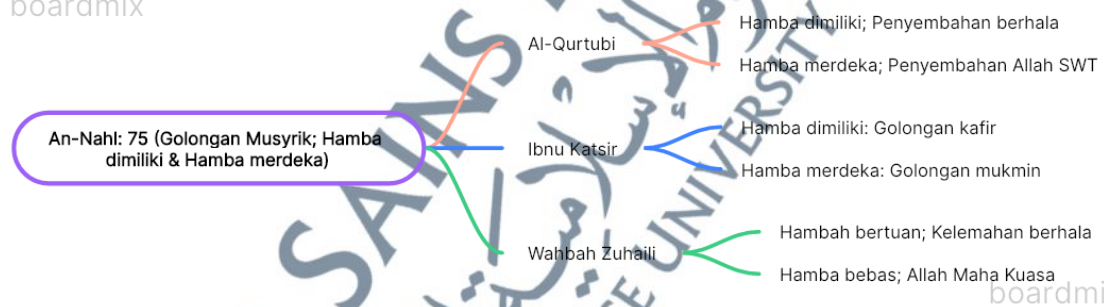 boardmix
An-Nahl: 75 (Golongan Musyrik; Hamba
dimiliki & Hamba merdeka)
Al-Qurtubi
Hamba dimiliki; Penyembahan berhala
Hamba merdeka; Penyembahan Allah SWT
Ibnu Katsir
Hamba dimiliki: Golongan kafir
Hamba merdeka: Golongan mukmin
Wahbah Zuhaili
Hambah bertuan; Kelemahan berhala
Hamba bebas; Allah Maha Kuasa
boardmi
SAINS
UNIVERSITY